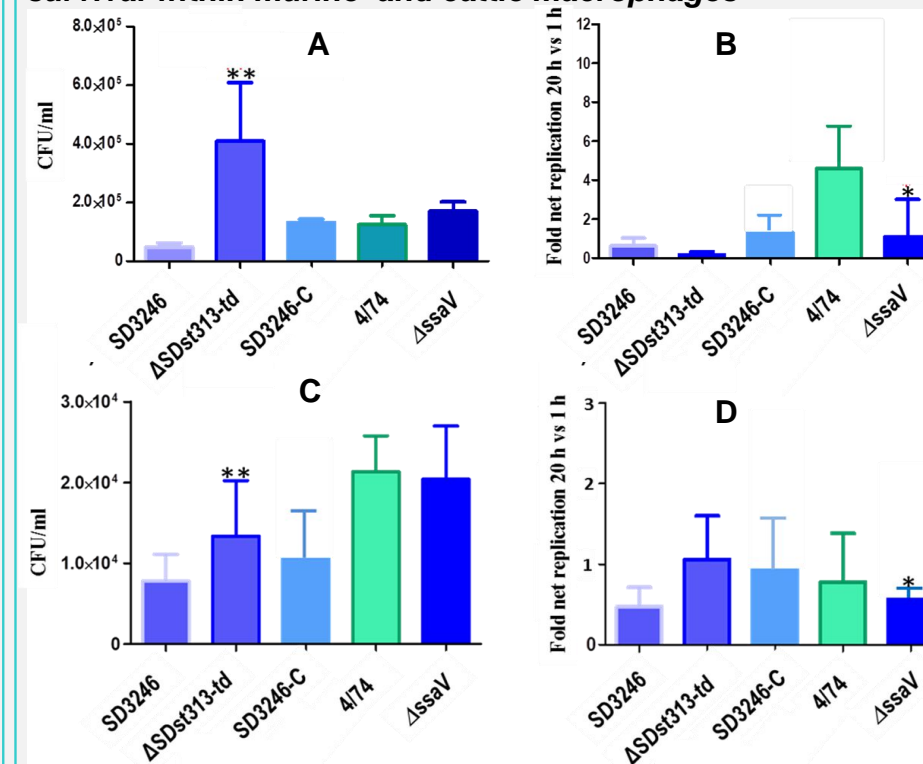 survival within murine- and cattle macrophages
A
CFU/ml
8.0×10⁵
6.0×10⁵
4.0×10⁵
2.0×10⁵
0
**
SD3246
ΔSDst313-td
SD3246-C
4/74
ΔssaV
B
Fold net replication 20 h vs 1 h
12
10
8
6
4
2
0
*
SD3246
ΔSDst313-td
SD3246-C
4/74
ΔssaV
C
CFU/ml
3.0×10⁴
2.0×10⁴
1.0×10⁴
0
**
SD3246
ΔSDst313-td
SD3246-C
4/74
ΔssaV
D
Fold net replication 20 h vs 1 h
3
2
1
0
*
SD3246
ΔSDst313-td
SD3246-C
4/74
ΔssaV